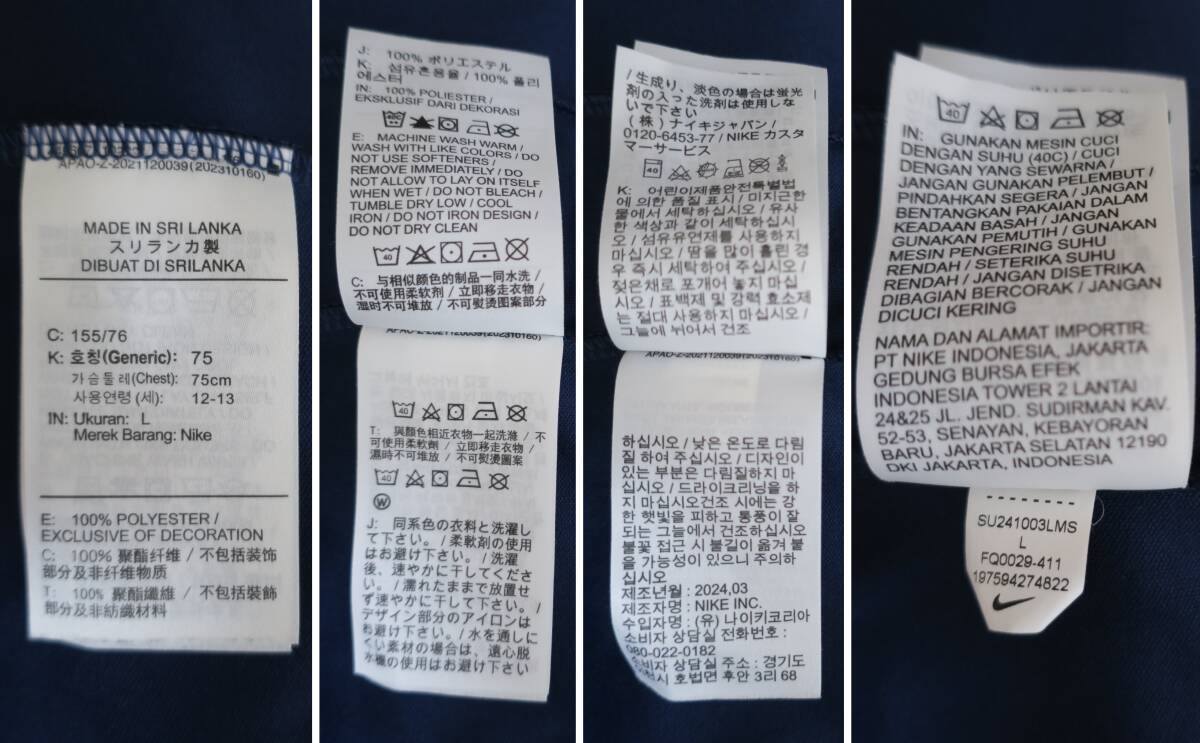 APAO-Z-2021120039(202310160)
MADE IN SRI LANKA
スリランカ製
DIBUAT DI SRILANKA
C: 155/76
K: 호칭(Generic): 75
가슴둘레(Chest): 75cm
사용연령 (세): 12-13
IN: Ukuran: L
Merek Barang: Nike
E: 100% POLYESTER /
EXCLUSIVE OF DECORATION
C: 100% 聚酯纤维 / 不包括装饰
部分及非纤维物质
T: 100% 聚酯纖維 / 不包括裝飾
部分及非紡織材料
J: 100% ポリエステル
K: 섬유혼용율 / 100% 폴리
에스터
IN: 100% POLIESTER /
EKSKLUSIF DARI DEKORASI
E: MACHINE WASH WARM /
WASH WITH LIKE COLORS / DO
NOT USE SOFTENERS /
REMOVE IMMEDIATELY / DO
NOT ALLOW TO LAY ON ITSELF
WHEN WET / DO NOT BLEACH /
TUMBLE DRY LOW / COOL
IRON / DO NOT IRON DESIGN /
DO NOT DRY CLEAN
40
C: 与相似颜色的制品一同水洗 /
不可使用柔软剂 / 立即移走衣物 /
湿时不可堆放 / 不可熨烫图案部分
APAO-Z-2021120039(202310160)
40
T: 與顏色相近衣物一起洗滌 / 不
可使用柔軟劑 / 立即移走衣物 /
濕時不可堆放 / 不可熨燙圖案
40
W
J: 同系色の衣料と洗濯し
て下さい。/ 柔軟剤の使用
はお避け下さい。/ 洗濯
後、速やかに干してくださ
い。/ 濡れたままで放置せ
ず速やかに干して下さい。/
デザイン部分のアイロンは
お避け下さい。/ 水を通しに
くい素材の場合は、遠心脱
水機の使用はお避け下さい
/ 生成り、淡色の場合は蛍光
剤の入った洗剤は使用しな
いで下さい
(株) ナイキジャパン /
0120-6453-77 / NIKE カスタ
マーサービス
40
K: 어린이제품안전특별법
에 의한 품질 표시 / 미지근한
물에서 세탁하십시오 / 유사
한 색상과 같이 세탁하십시
오 / 섬유유연제를 사용하지
마십시오 / 땀을 많이 흘린 경
우 즉시 세탁하여 주십시오 /
젖은채로 포개어 놓지 마십
시오 / 표백제 및 강력 효소제
는 절대 사용하지 마십시오 /
그늘에 뉘어서 건조
APAO-Z-2021120039(202310160)
하십시오 / 낮은 온도로 다림
질 하여 주십시오 / 디자인이
있는 부분은 다림질하지 마
십시오 / 드라이크리닝을 하
지 마십시오건조 시에는 강
한 햇빛을 피하고 통풍이 잘
되는 그늘에서 건조하십시오
불꽃 접근 시 불길이 옮겨 붙
을 가능성이 있으니 주의하
십시오
제조년월 : 2024,03
제조자명 : NIKE INC.
수입자명 : (유) 나이키코리아
소비자 상담실 전화번호 :
080-022-0182
소비자 상담실 주소 : 경기도
이천시 호법면 후안 3리 68
40
IN: GUNAKAN MESIN CUCI
DENGAN SUHU (40C) / CUCI
DENGAN YANG SEWARNA /
JANGAN GUNAKAN PELEMBUT /
PINDAHKAN SEGERA / JANGAN
BENTANGKAN PAKAIAN DALAM
KEADAAN BASAH / JANGAN
GUNAKAN PEMUTIH / GUNAKAN
MESIN PENGERING SUHU
RENDAH / SETERIKA SUHU
RENDAH / JANGAN DISETRIKA
DIBAGIAN BERCORAK / JANGAN
DICUCI KERING
NAMA DAN ALAMAT IMPORTIR:
PT NIKE INDONESIA, JAKARTA
GEDUNG BURSA EFEK
INDONESIA TOWER 2 LANTAI
24&25 JL. JEND. SUDIRMAN KAV.
52-53, SENAYAN, KEBAYORAN
BARU, JAKARTA SELATAN 12190
DKI JAKARTA, INDONESIA
SU241003LMS
L
FQ0029-411
197594274822